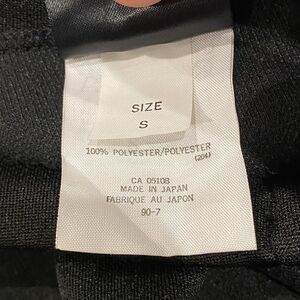 SIZE
S
100% POLYESTER/POLYESTER
(204)
CA 05108
MADE IN JAPAN
FABRIQUE AU JAPON
90-7